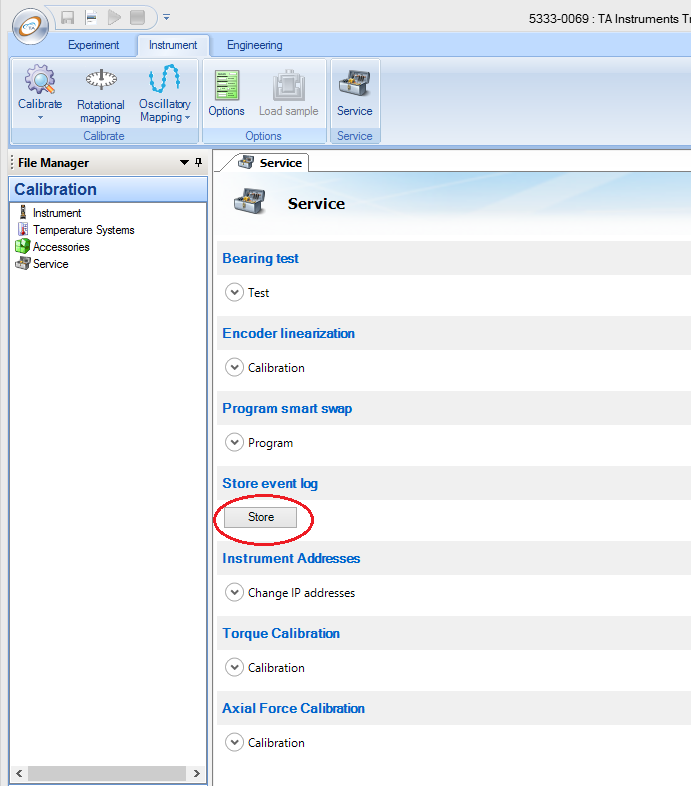 5333-0069 : TA Instruments Tr
Experiment Instrument Engineering
Calibrate Rotational mapping Oscillatory Mapping Options Load sample Service
Calibrate Options Service
File Manager
Service
Calibration
Instrument
Temperature Systems
Accessories
Service
Service
Bearing test
Test
Encoder linearization
Calibration
Program smart swap
Program
Store event log
Store
Instrument Addresses
Change IP addresses
Torque Calibration
Calibration
Axial Force Calibration
Calibration